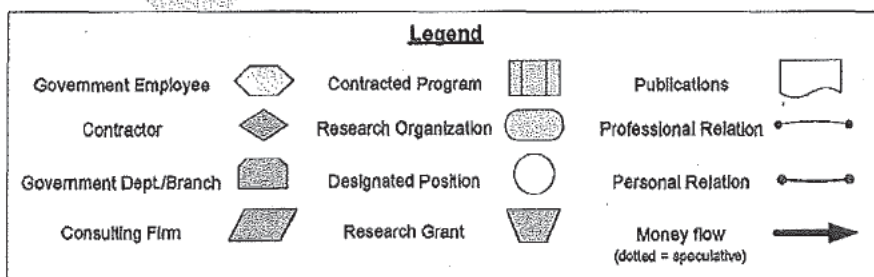 Legend
Government Employee
Contracted Program
Publications
Contractor
Research Organization
Professional Relation
Government Dept./Branch
Designated Position
Personal Relation
Consulting Firm
Research Grant
Money flow
(dotted = speculative)